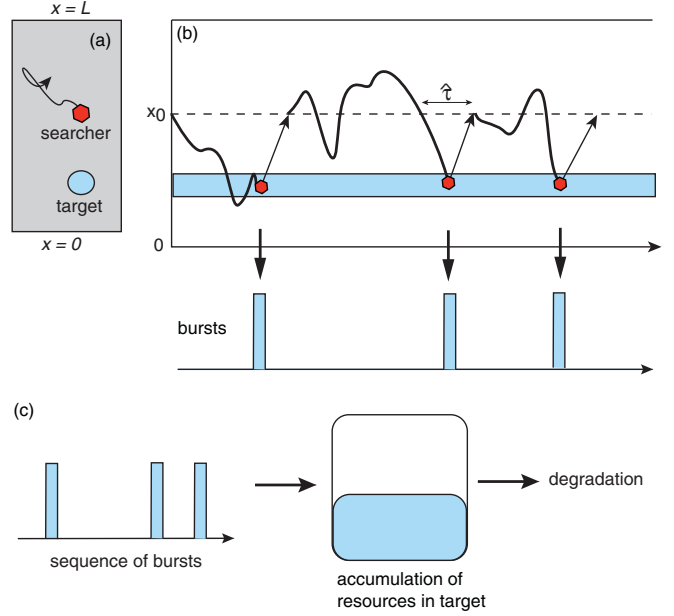 x = L
(a)
searcher
target
x = 0
(b)
x0
τ̂
0
bursts
(c)
sequence of bursts
accumulation of
resources in target
degradation